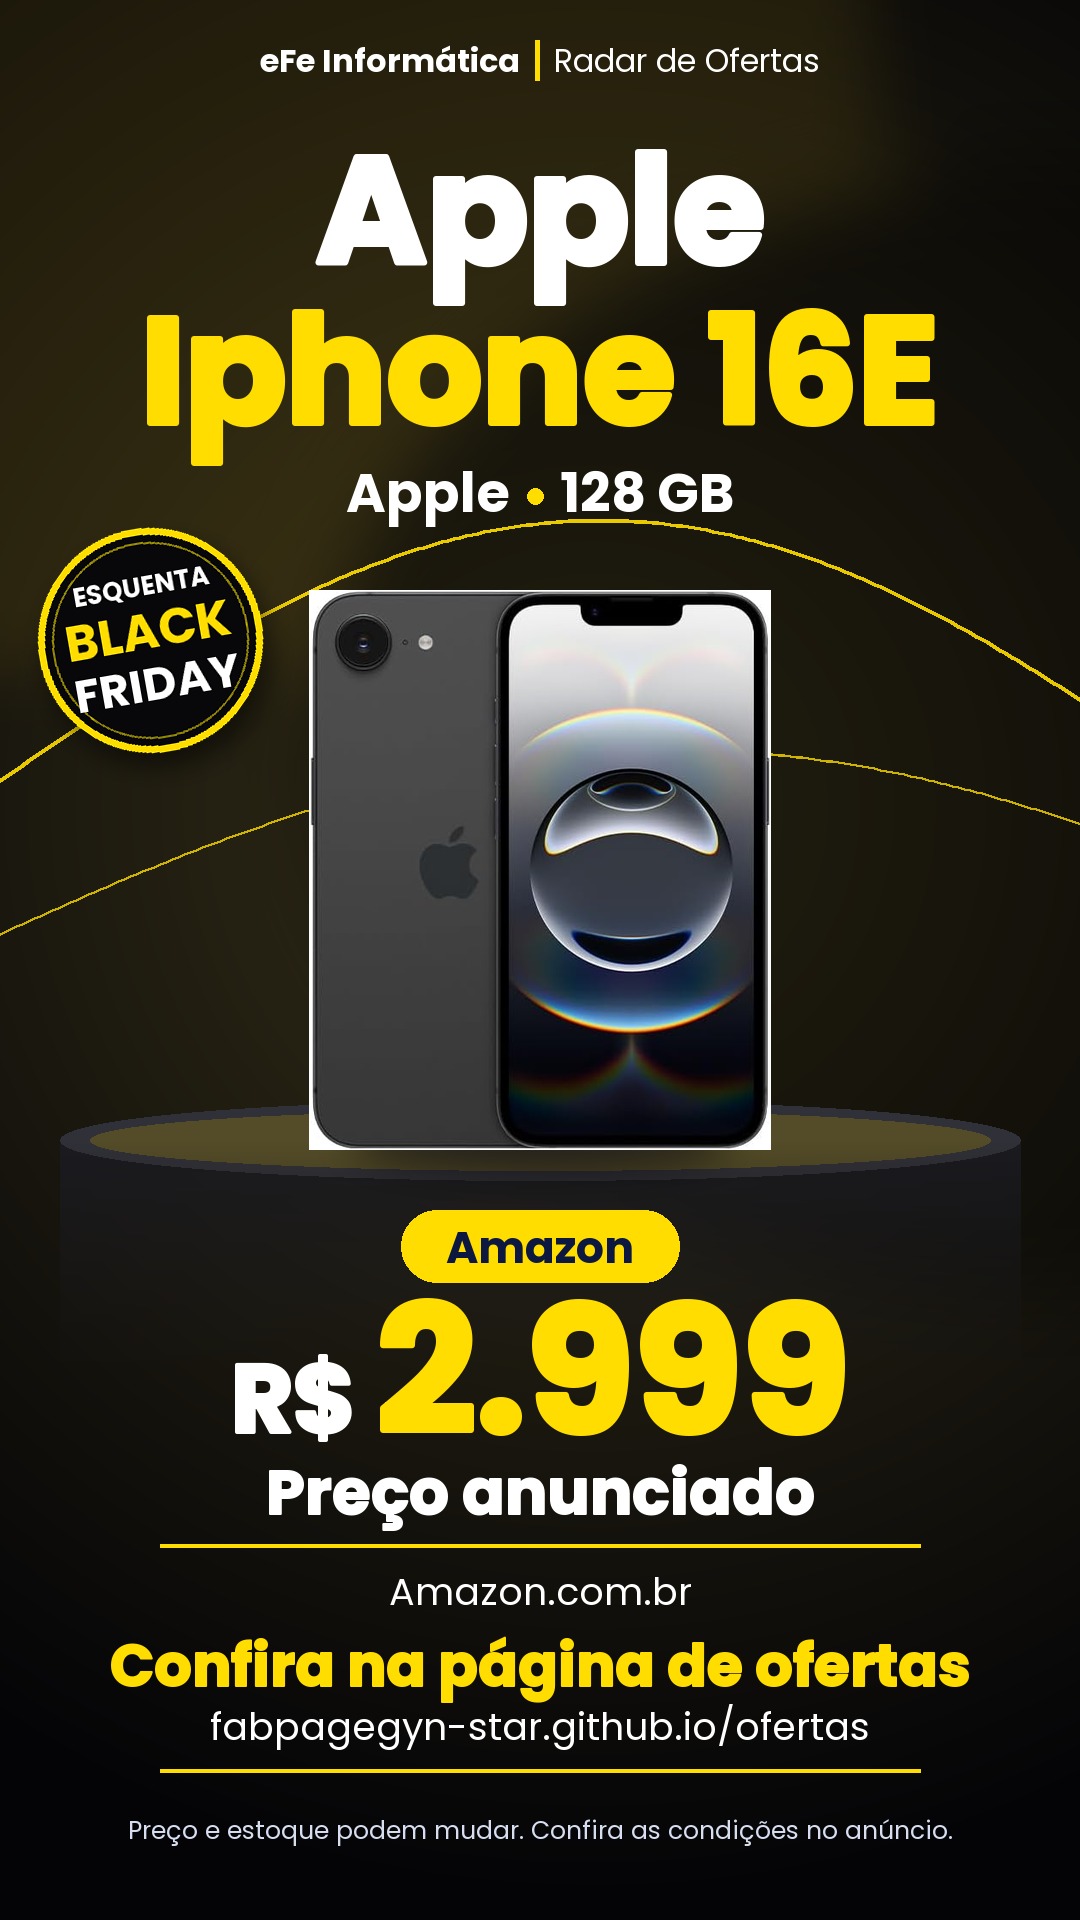 eFe Informática | Radar de Ofertas
Apple
Iphone 16E
Apple • 128 GB
ESQUENTA
BLACK
FRIDAY
Amazon
R$ 2.999
Preço anunciado
Amazon.com.br
Confira na página de ofertas
fabpagegyn-star.github.io/ofertas
Preço e estoque podem mudar. Confira as condições no anúncio.